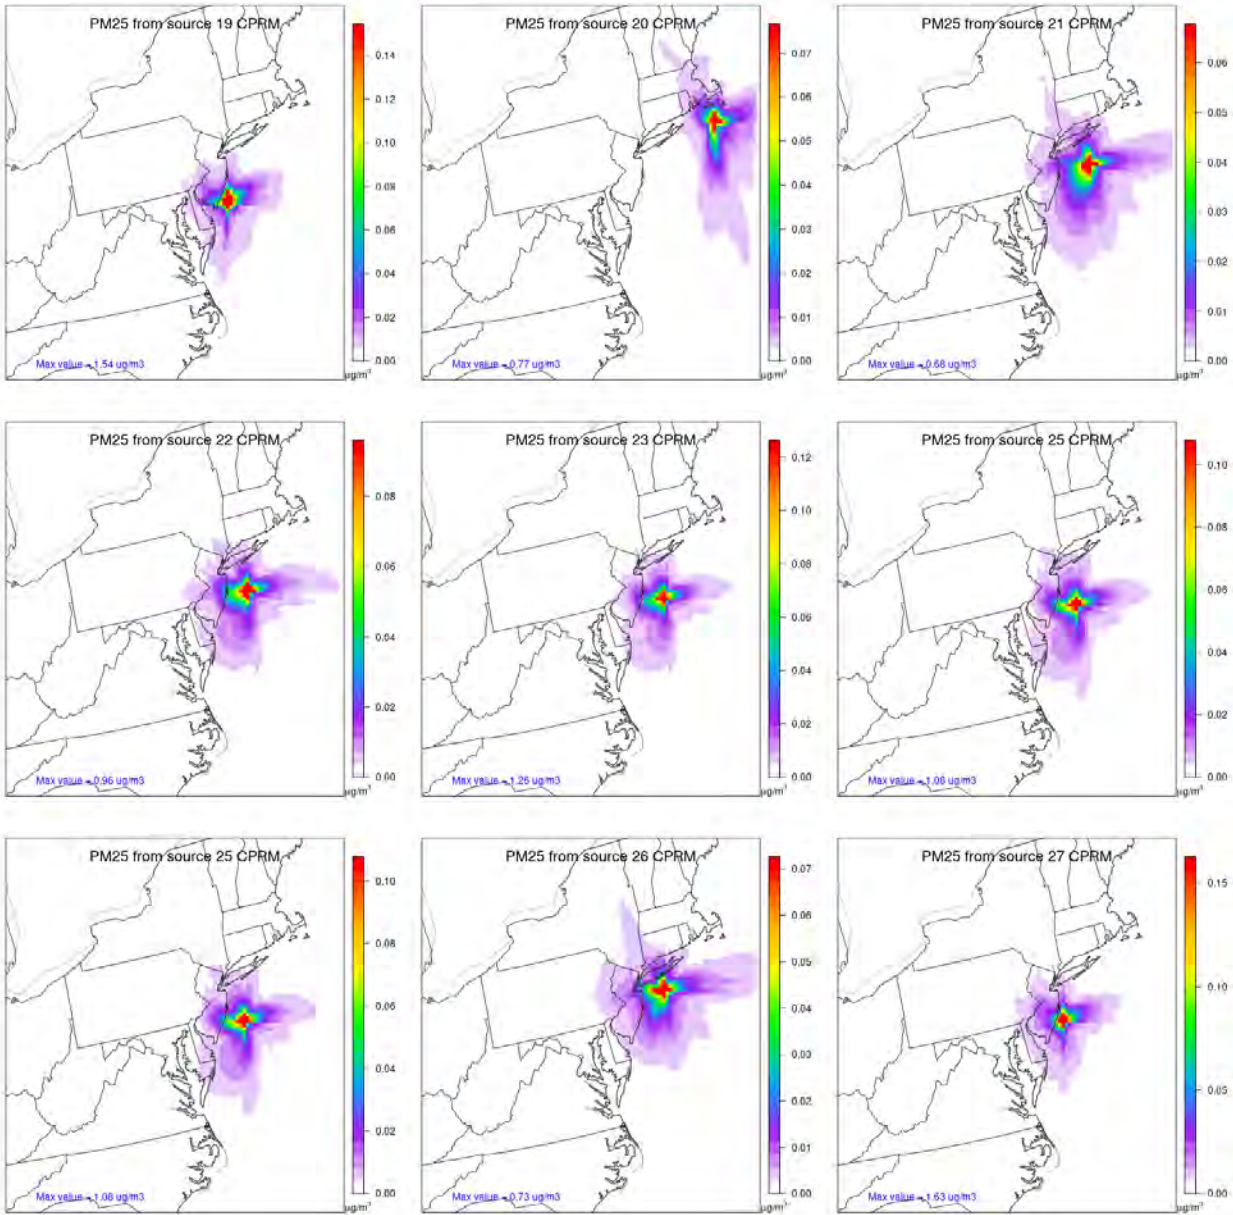 PM25 from source 19 CPRM
0.14
0.12
0.10
0.08
0.06
0.04
0.02
0.00
µg/m³
Max value = 1.54 ug/m3
PM25 from source 20 CPRM
0.07
0.06
0.05
0.04
0.03
0.02
0.01
0.00
µg/m³
Max value = 0.77 ug/m3
PM25 from source 21 CPRM
0.06
0.05
0.04
0.03
0.02
0.01
0.00
µg/m³
Max value = 0.68 ug/m3
PM25 from source 22 CPRM
0.08
0.06
0.04
0.02
0.00
µg/m³
Max value = 0.96 ug/m3
PM25 from source 23 CPRM
0.12
0.10
0.08
0.06
0.04
0.02
0.00
µg/m³
Max value = 1.26 ug/m3
PM25 from source 25 CPRM
0.10
0.08
0.06
0.04
0.02
0.00
µg/m³
Max value = 1.08 ug/m3
PM25 from source 25 CPRM
0.10
0.08
0.06
0.04
0.02
0.00
µg/m³
Max value = 1.08 ug/m3
PM25 from source 26 CPRM
0.07
0.06
0.05
0.04
0.03
0.02
0.01
0.00
µg/m³
Max value = 0.73 ug/m3
PM25 from source 27 CPRM
0.15
0.10
0.05
0.00
µg/m³
Max value = 1.63 ug/m3